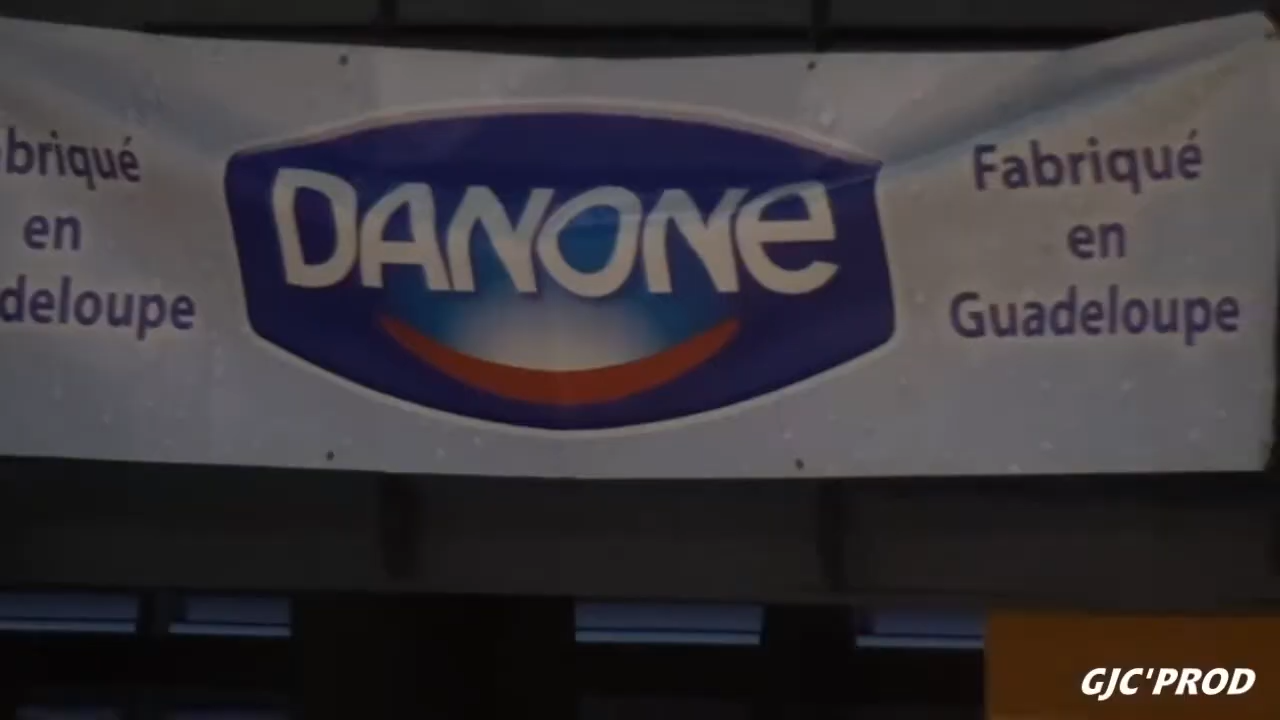 briqué
en
deloupe
DANONe
Fabriqué
en
Guadeloupe
GJC'PROD